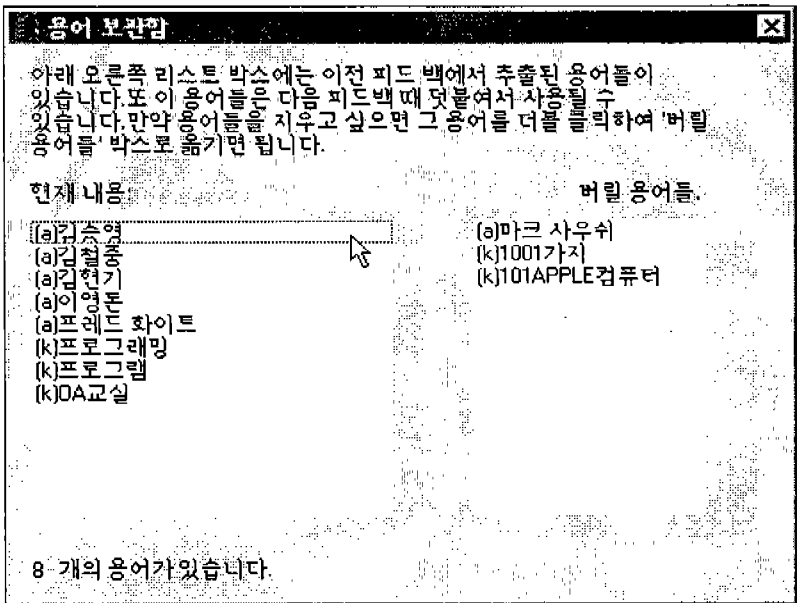 용어 보관함
아래 오른쪽 리스트 박스에는 이전 피드 백에서 추출된 용어들이
있습니다.또 이 용어들은 다음 피드백 때 덧붙여서 사용될 수
있습니다.만약 용어들을 지우고 싶으면 그 용어를 더블 클릭하여 '버릴
용어들' 박스로 옮기면 됩니다.
현재 내용:
버릴 용어들.
(a)김승영
(a)김철중
(a)김현기
(a)이영돈
(a)프레드 화이트
(k)프로그래밍
(k)프로그램
(k)OA교실
(a)마크 사우쉬
(k)1001가지
(k)101APPLE컴퓨터
8 개의 용어가 있습니다.